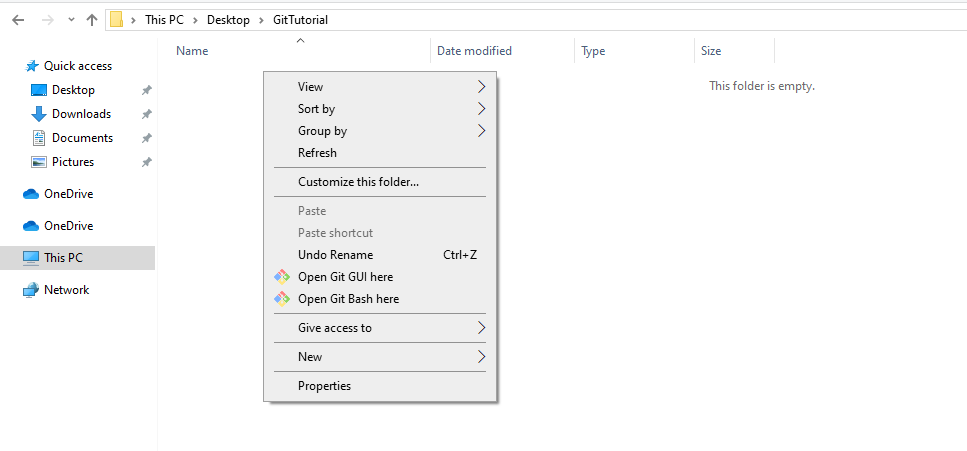 This PC > Desktop > GitTutorial
Name Date modified Type Size
Quick access
Desktop
Downloads
Documents
Pictures
OneDrive
OneDrive
This PC
Network
This folder is empty.
View
Sort by
Group by
Refresh
Customize this folder...
Paste
Paste shortcut
Undo Rename Ctrl+Z
Open Git GUI here
Open Git Bash here
Give access to
New
Properties